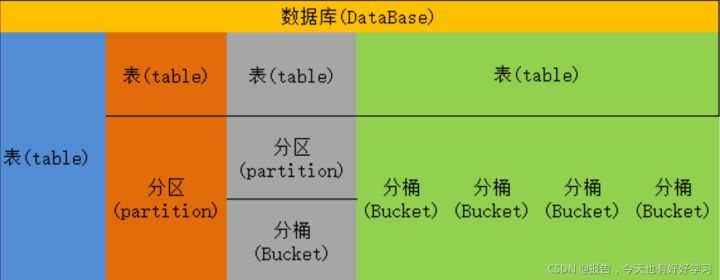 数据库(DataBase)
表(table)
表(table)
表(table)
表(table)
分区
(partition)
分区
(partition)
分桶
(Bucket)
分桶
(Bucket)
分桶
(Bucket)
分桶
(Bucket)
分桶
(Bucket)
CSDN @报告，今天也有好好学习